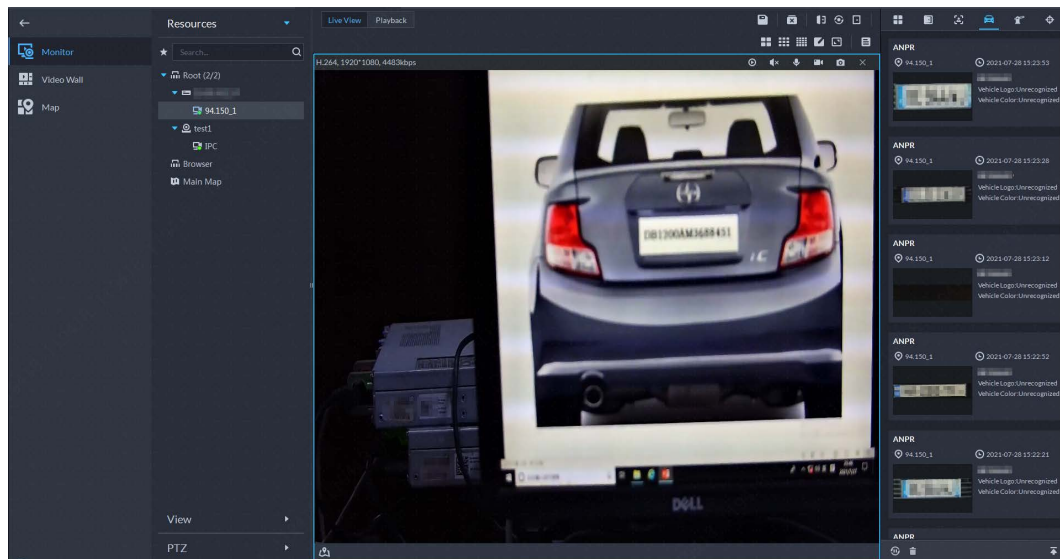 Resources
Live View Playback
Monitor
Video Wall
Map
Search...
Root (2/2)
94.150_1
test1
IPC
Browser
Main Map
View
PTZ
H.264, 1920*1080, 4483kbps
DB1300AM3688451
iC
DELL
ANPR
94.150_1 2021-07-28 15:23:53
Vehicle Logo:Unrecognized
Vehicle Color:Unrecognized
ANPR
94.150_1 2021-07-28 15:23:28
Vehicle Logo:Unrecognized
Vehicle Color:Unrecognized
ANPR
94.150_1 2021-07-28 15:23:12
Vehicle Logo:Unrecognized
Vehicle Color:Unrecognized
ANPR
94.150_1 2021-07-28 15:22:52
Vehicle Logo:Unrecognized
Vehicle Color:Unrecognized
ANPR
94.150_1 2021-07-28 15:22:21
Vehicle Logo:Unrecognized
Vehicle Color:Unrecognized
ANPR